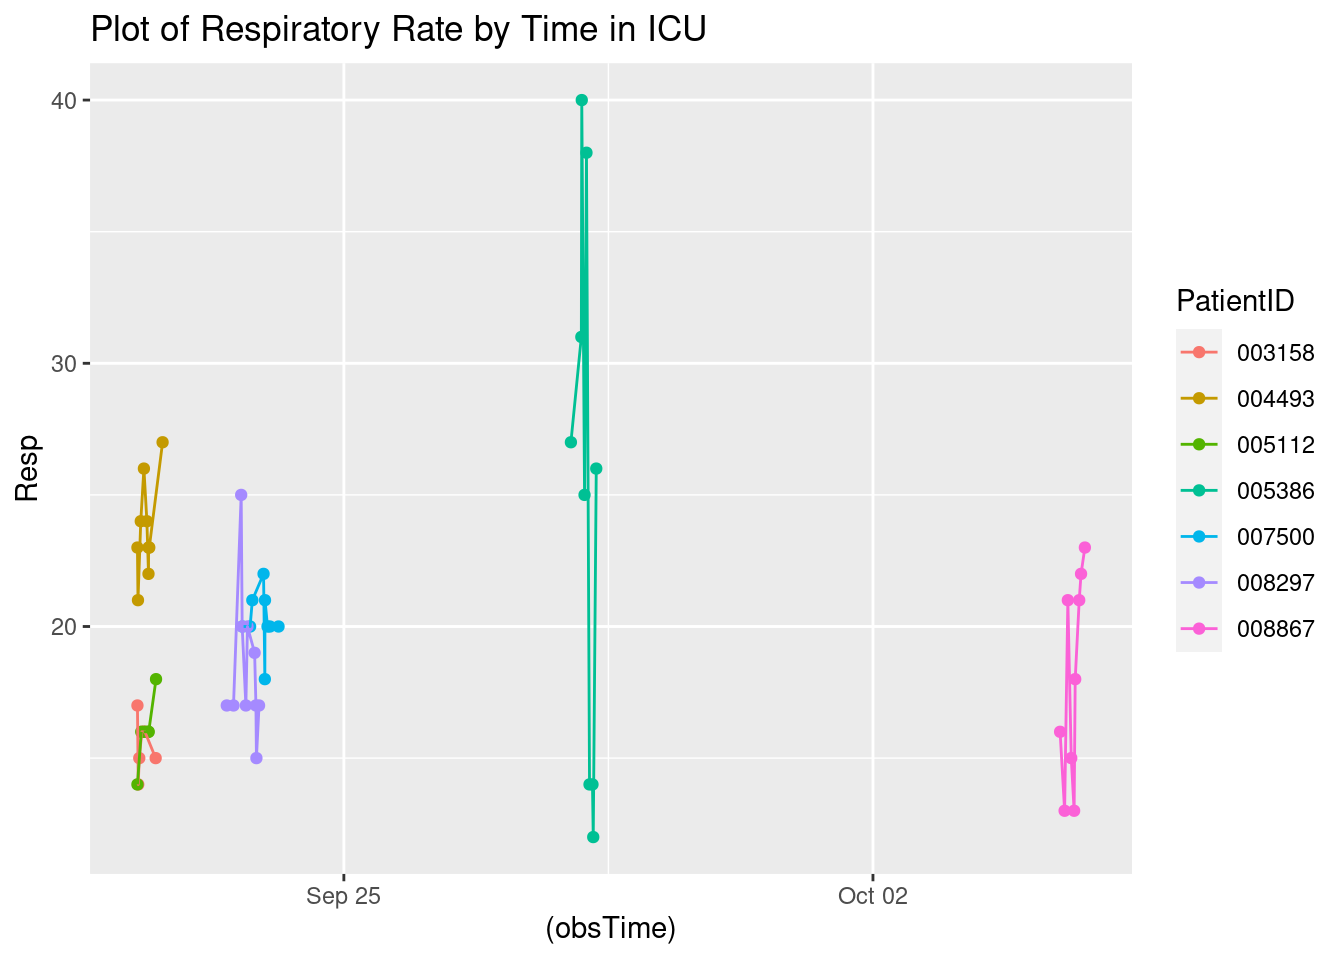 Plot of Respiratory Rate by Time in ICU
40
30
20
Resp
Sep 25
Oct 02
(obsTime)
PatientID
003158
004493
005112
005386
007500
008297
008867